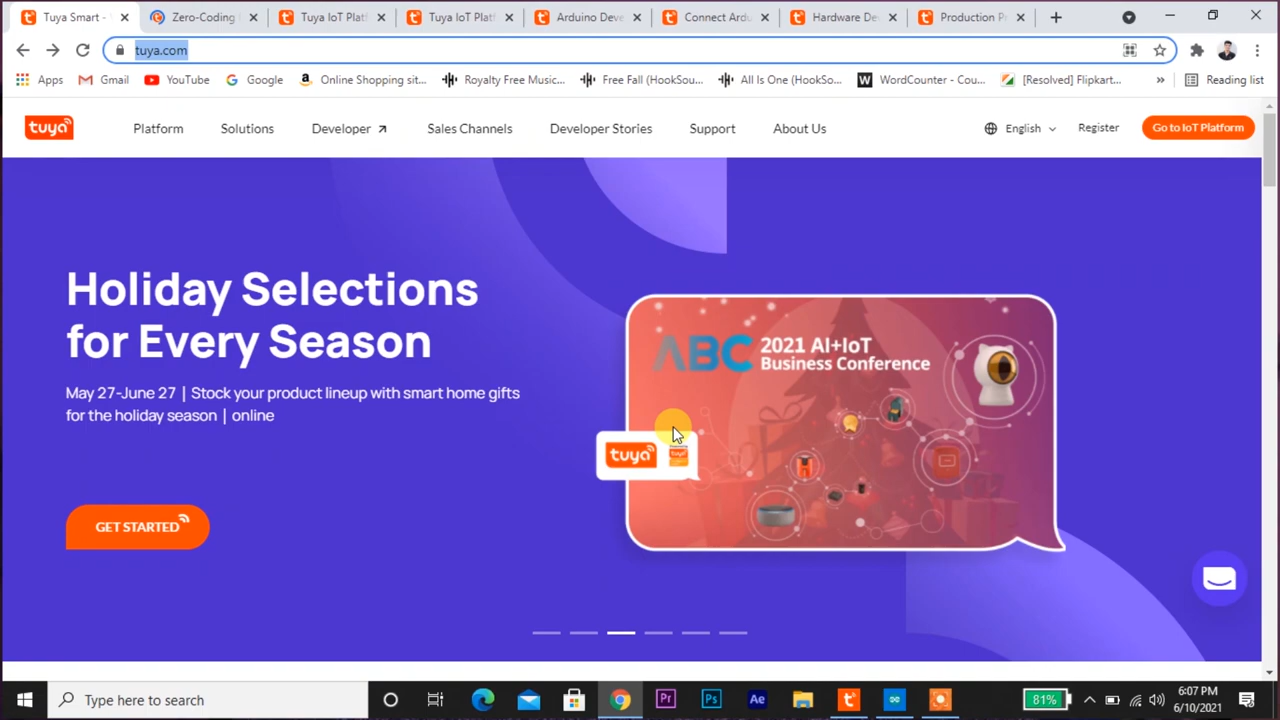 Tuya Smart -
Zero-Coding
Tuya IoT Platf
Tuya IoT Platf
Arduino Deve
Connect Ardu
Hardware De
Production P
tuya.com
Apps
Gmail
YouTube
Google
Online Shopping sit...
Royalty Free Music...
Free Fall (HookSou...
All Is One (HookSo...
WordCounter - Cou...
[Resolved] Flipkart...
»
Reading list
tuya
Platform
Solutions
Developer
Sales Channels
Developer Stories
Support
About Us
English
Register
Go to IoT Platform
Holiday Selections
for Every Season
May 27-June 27 | Stock your product lineup with smart home gifts
for the holiday season | online
GET STARTED
ABC
2021 AI+IoT
Business Conference
tuya
tuya
Type here to search
Pr
Ps
Ae
81%
6:07 PM
6/10/2021